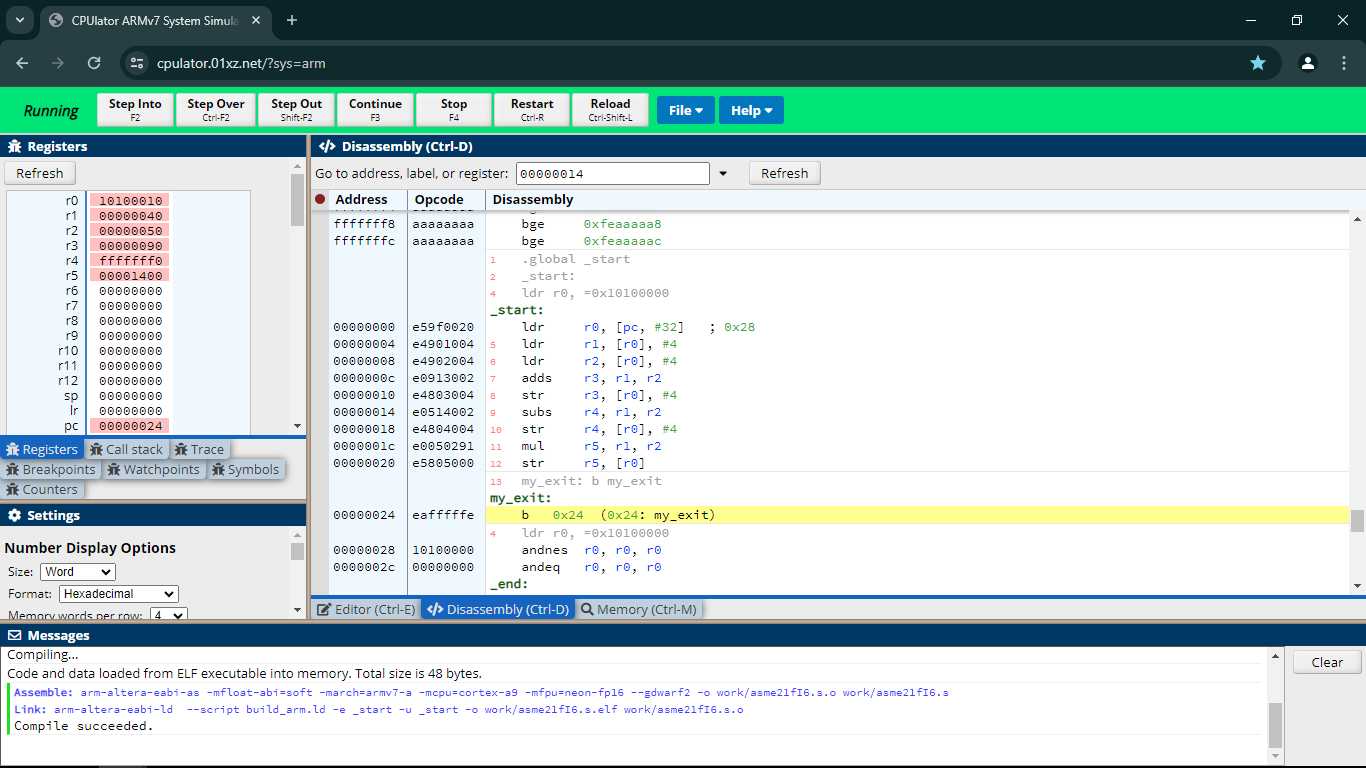 CPUlator ARMv7 System Simula
cpulator.01xz.net/?sys=arm
Running
Step Into F2
Step Over Ctrl-F2
Step Out Shift-F2
Continue F3
Stop F4
Restart Ctrl-R
Reload Ctrl-Shift-L
File
Help
Registers
Refresh
r0 10100010
r1 00000040
r2 00000050
r3 00000090
r4 fffffff0
r5 00001400
r6 00000000
r7 00000000
r8 00000000
r9 00000000
r10 00000000
r11 00000000
r12 00000000
sp 00000000
lr 00000000
pc 00000024
Registers Call stack Trace
Breakpoints Watchpoints Symbols
Counters
Settings
Number Display Options
Size: Word
Format: Hexadecimal
Memory words per row: 4
Disassembly (Ctrl-D)
Go to address, label, or register: 00000014 Refresh
Address Opcode Disassembly
fffffff8 aaaaaaaa bge 0xfeaaaaa8
fffffffc aaaaaaaa bge 0xfeaaaaac
1 .global _start
2 _start:
4 ldr r0, =0x10100000
_start:
00000000 e59f0020 ldr r0, [pc, #32] ; 0x28
00000004 e4901004 5 ldr r1, [r0], #4
00000008 e4902004 6 ldr r2, [r0], #4
0000000c e0913002 7 adds r3, r1, r2
00000010 e4803004 8 str r3, [r0], #4
00000014 e0514002 9 subs r4, r1, r2
00000018 e4804004 10 str r4, [r0], #4
0000001c e0050291 11 mul r5, r1, r2
00000020 e5805000 12 str r5, [r0]
13 my_exit: b my_exit
my_exit:
00000024 eafffffe b 0x24 (0x24: my_exit)
4 ldr r0, =0x10100000
00000028 10100000 andnes r0, r0, r0
0000002c 00000000 andeq r0, r0, r0
_end:
Editor (Ctrl-E) Disassembly (Ctrl-D) Memory (Ctrl-M)
Messages
Compiling...
Code and data loaded from ELF executable into memory. Total size is 48 bytes.
Assemble: arm-altera-eabi-as -mfloat-abi=soft -march=armv7-a -mcpu=cortex-a9 -mfpu=neon-fp16 --gdwarf2 -o work/asme21fI6.s.o work/asme21fI6.s
Link: arm-altera-eabi-ld --script build_arm.ld -e _start -u _start -o work/asme21fI6.s.elf work/asme21fI6.s.o
Compile succeeded.
Clear